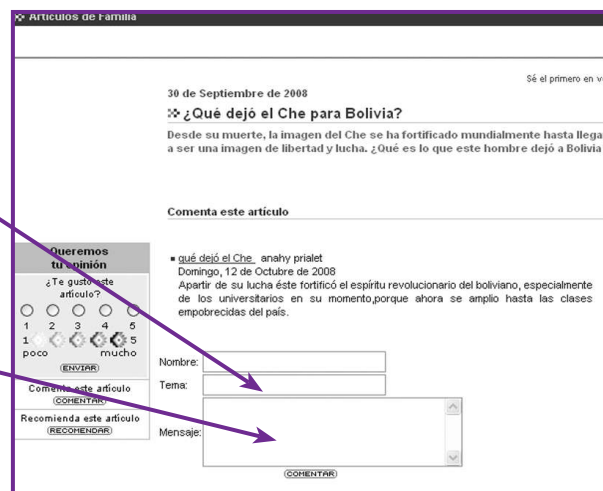 Artículos de Familia
Sé el primero en
30 de Septiembre de 2008
¿Qué dejó el Che para Bolivia?
Desde su muerte, la imagen del Che se ha fortificado mundialmente hasta
a ser una imagen de libertad y lucha. ¿Qué es lo que este hombre dejó a Bolivia
Comenta este artículo
Queremos
tu opinión
¿Te gustó este
artículo?
1 2 3 4 5
1 5
poco mucho
ENVIAR
Comenta este artículo
COMENTAR
Recomienda este artículo
RECOMENDAR
qué dejó el Che anahy prialet
Domingo, 12 de Octubre de 2008
Apartir de su lucha éste fortificó el espíritu revolucionario del boliviano, especialmente
de los universitarios en su momento,porque ahora se amplio hasta las clases
empobrecidas del país.
Nombre:
Tema:
Mensaje:
COMENTAR